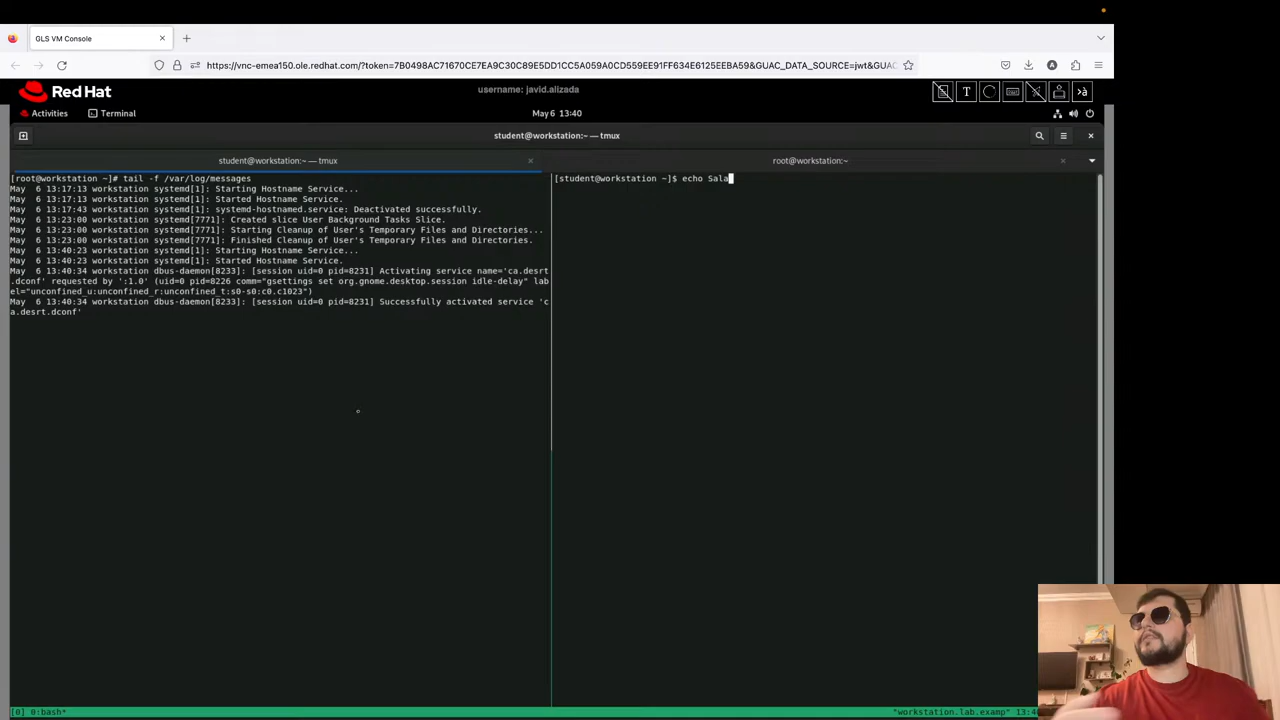 GLS VM Console
https://vnc-emea150.ole.redhat.com/?token=7B0498AC71670CE7EA9C30C89E5DD1CC5A059A0CD559EE91FF634E6125EEBA59&GUAC_DATA_SOURCE=jwt&GUAC
Red Hat
username: javid.alizada
Activities Terminal
May 6 13:40
student@workstation:~ — tmux
student@workstation:~ — tmux
root@workstation:~
[root@workstation ~]# tail -f /var/log/messages
May  6 13:17:13 workstation systemd[1]: Starting Hostname Service...
May  6 13:17:13 workstation systemd[1]: Started Hostname Service.
May  6 13:17:43 workstation systemd[1]: systemd-hostnamed.service: Deactivated successfully.
May  6 13:23:00 workstation systemd[7771]: Created slice User Background Tasks Slice.
May  6 13:23:00 workstation systemd[7771]: Starting Cleanup of User's Temporary Files and Directories...
May  6 13:23:00 workstation systemd[7771]: Finished Cleanup of User's Temporary Files and Directories.
May  6 13:40:23 workstation systemd[1]: Starting Hostname Service...
May  6 13:40:23 workstation systemd[1]: Started Hostname Service.
May  6 13:40:34 workstation dbus-daemon[8233]: [session uid=0 pid=8231] Activating service name='ca.desrt
.dconf' requested by ':1.0' (uid=0 pid=8226 comm="gsettings set org.gnome.desktop.session idle-delay" lab
el="unconfined_u:unconfined_r:unconfined_t:s0-s0:c0.c1023")
May  6 13:40:34 workstation dbus-daemon[8233]: [session uid=0 pid=8231] Successfully activated service 'c
a.desrt.dconf'
[student@workstation ~]$ echo Sala
[0] 0:bash*
"workstation.lab.examp" 13:4